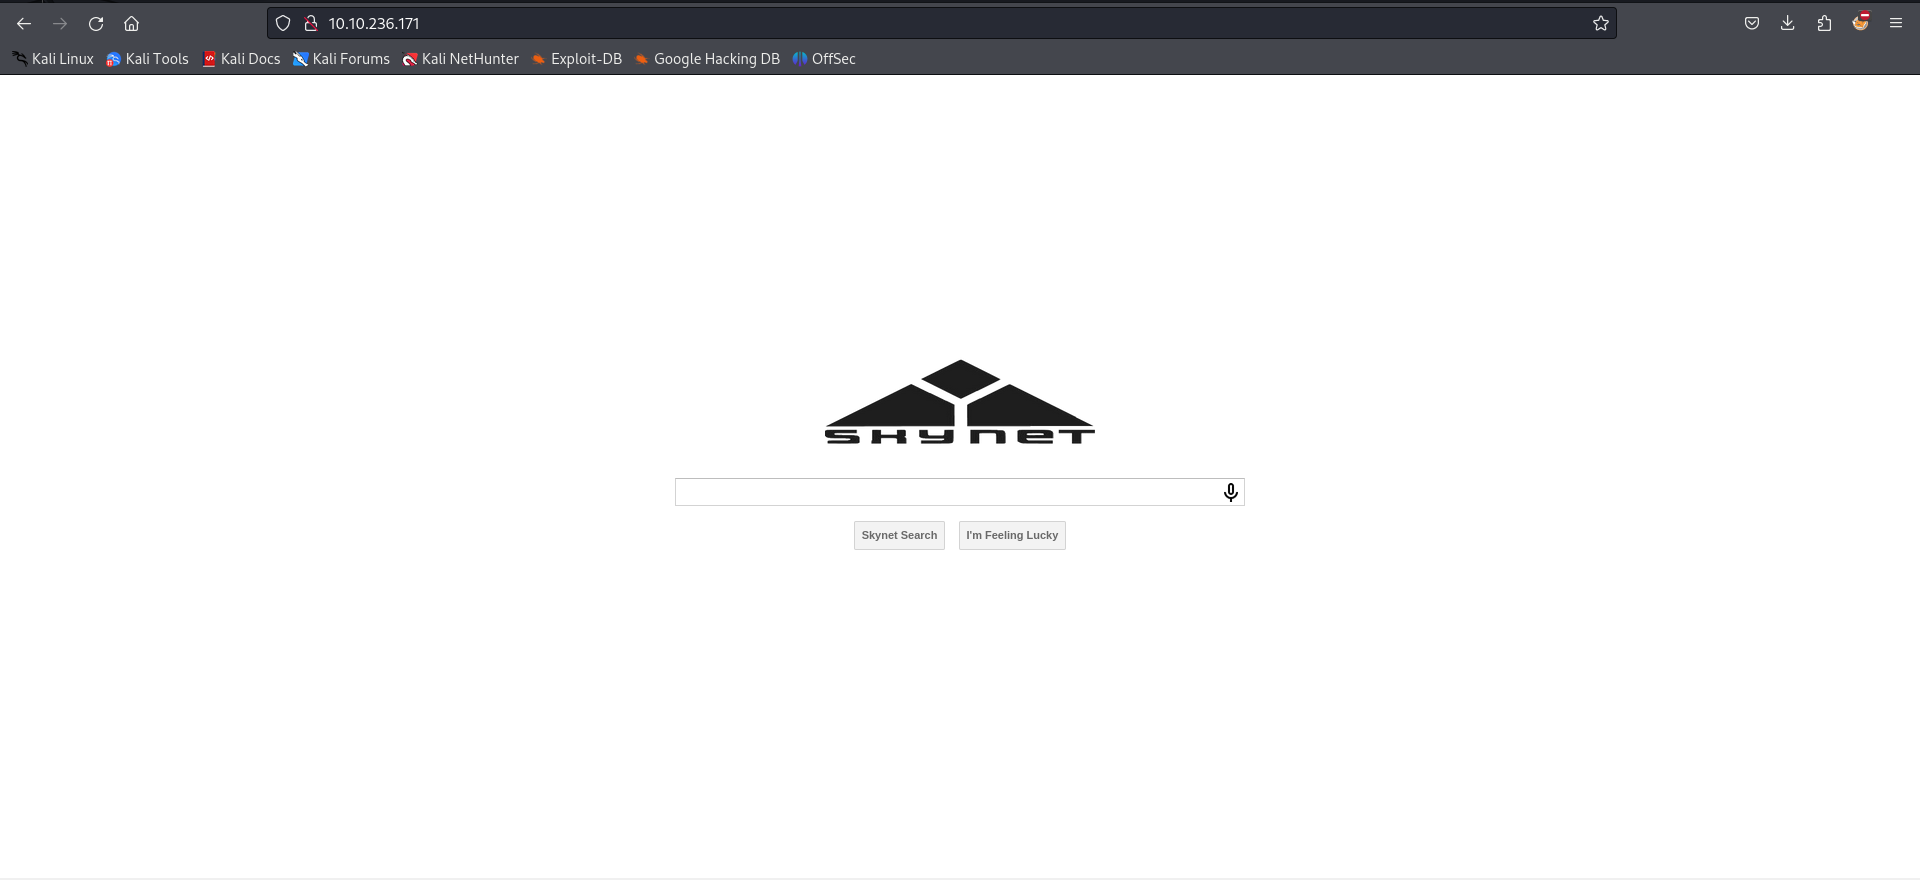 10.10.236.171
Kali Linux Kali Tools Kali Docs Kali Forums Kali NetHunter Exploit-DB Google Hacking DB OffSec
skynet
Skynet Search I'm Feeling Lucky